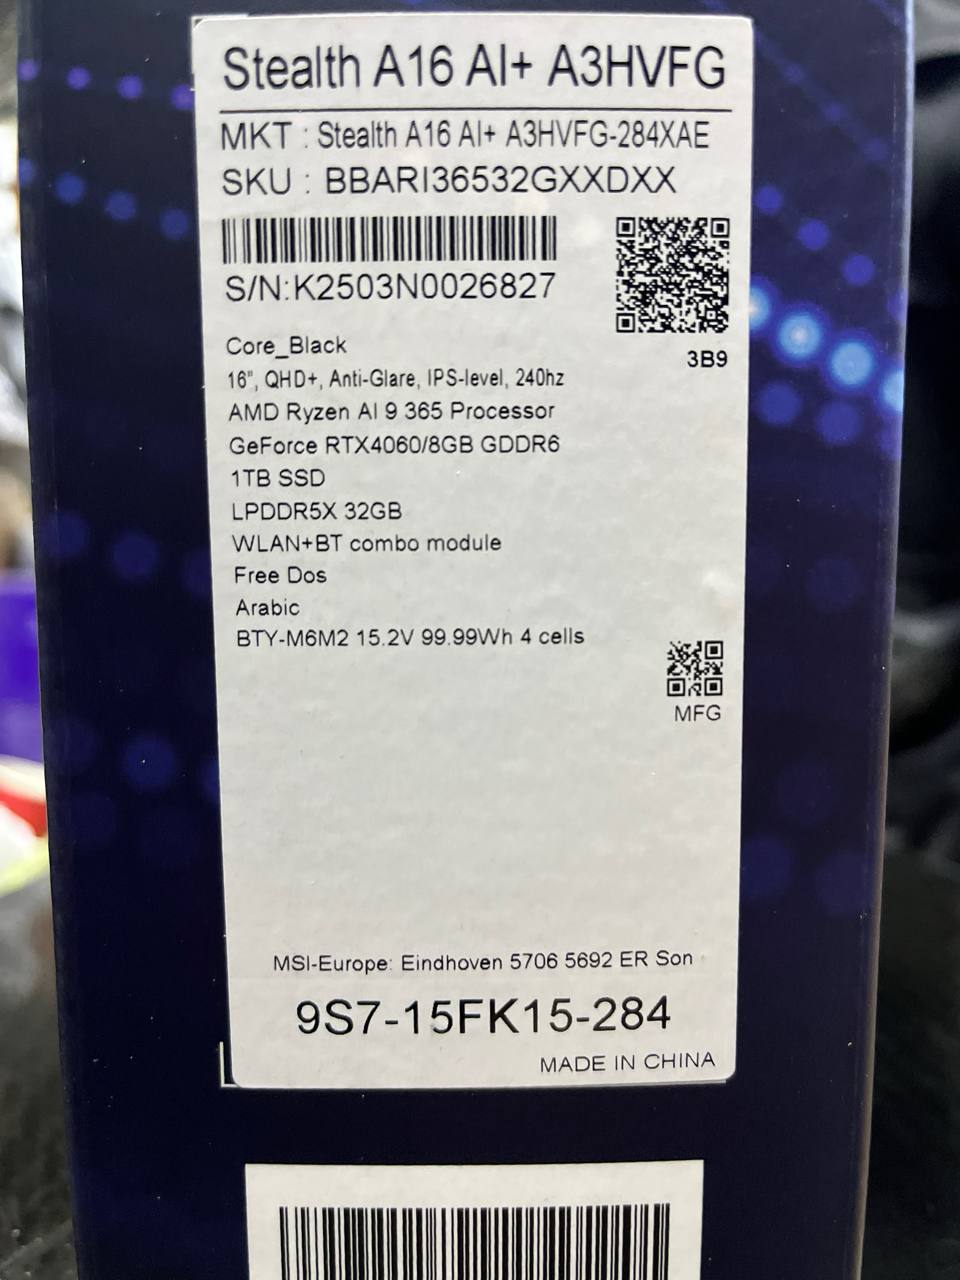 Stealth A16 AI+ A3HVFG
MKT : Stealth A16 AI+ A3HVFG-284XAE
SKU : BBARI36532GXXDXX
S/N:K2503N0026827
3B9
Core_Black
16", QHD+, Anti-Glare, IPS-level, 240hz
AMD Ryzen AI 9 365 Processor
GeForce RTX4060/8GB GDDR6
1TB SSD
LPDDR5X 32GB
WLAN+BT combo module
Free Dos
Arabic
BTY-M6M2 15.2V 99.99Wh 4 cells
MFG
MSI-Europe: Eindhoven 5706 5692 ER Son
9S7-15FK15-284
MADE IN CHINA